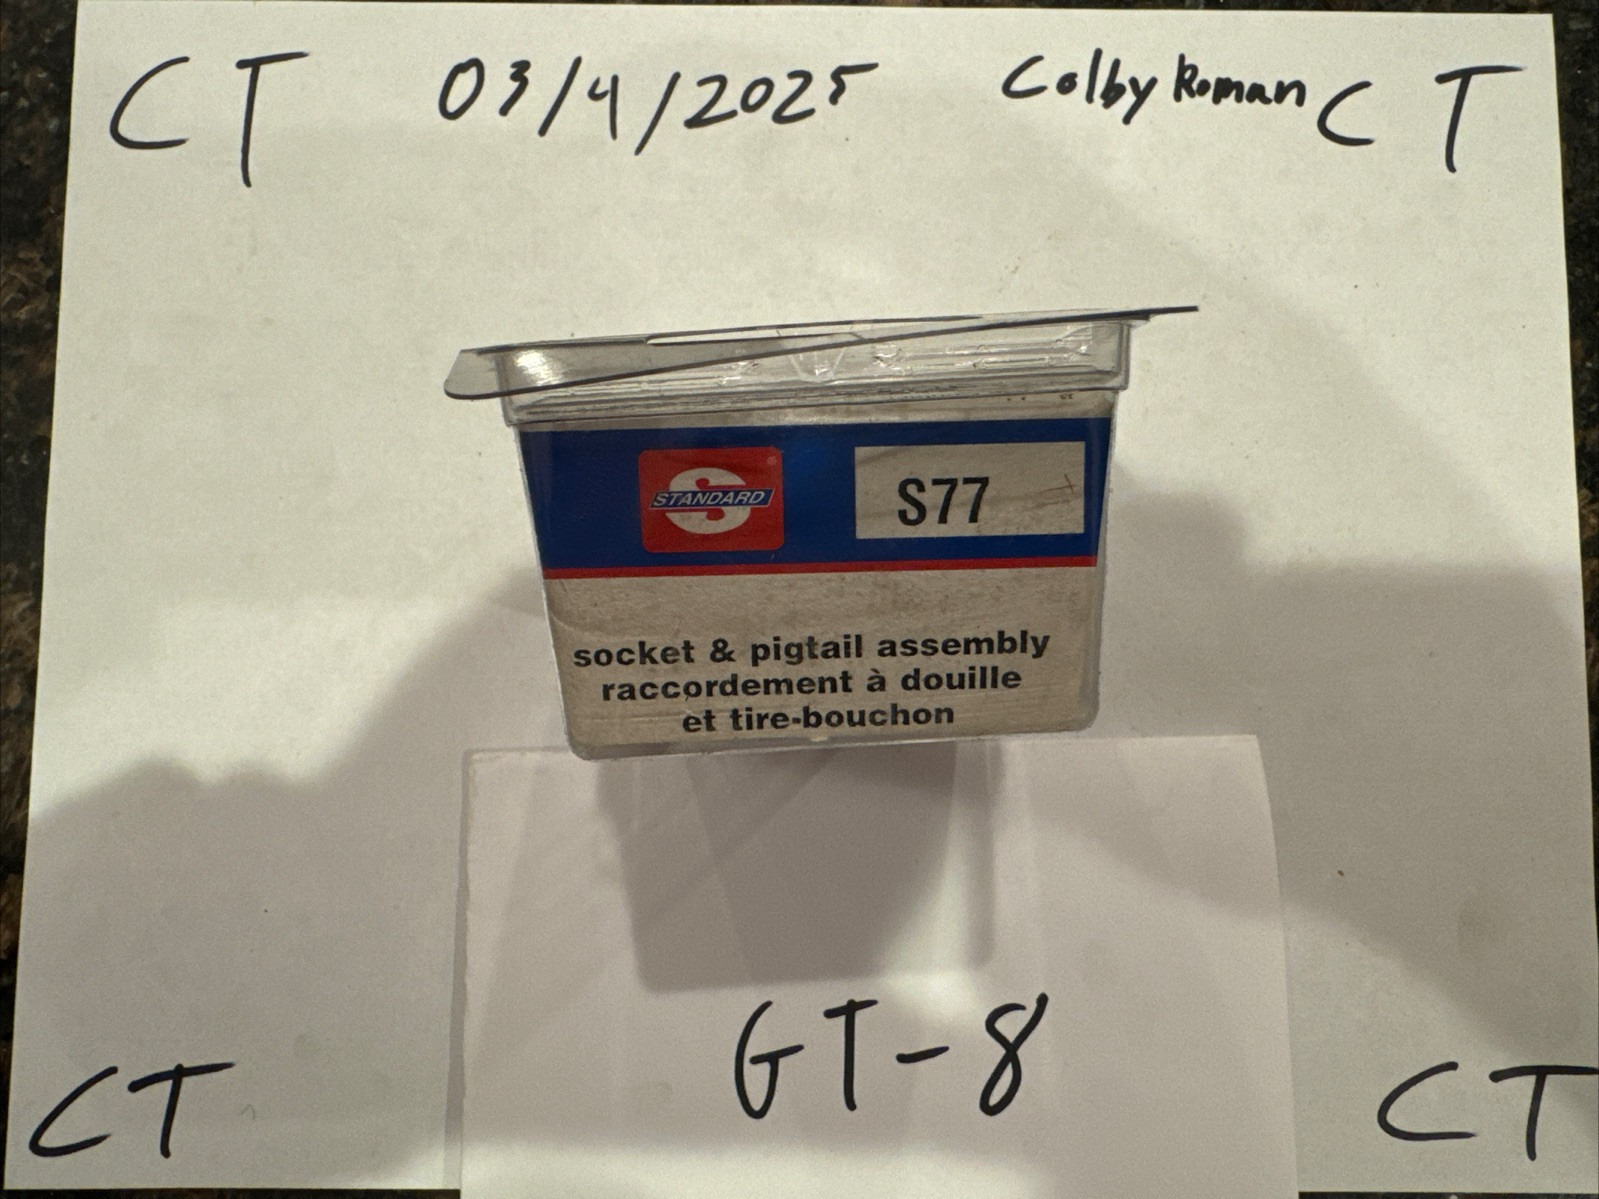 CT 03/4/2025 Colby Roman CT
S
STANDARD
S77
socket & pigtail assembly
raccordement à douille
et tire-bouchon
GT-8
CT CT